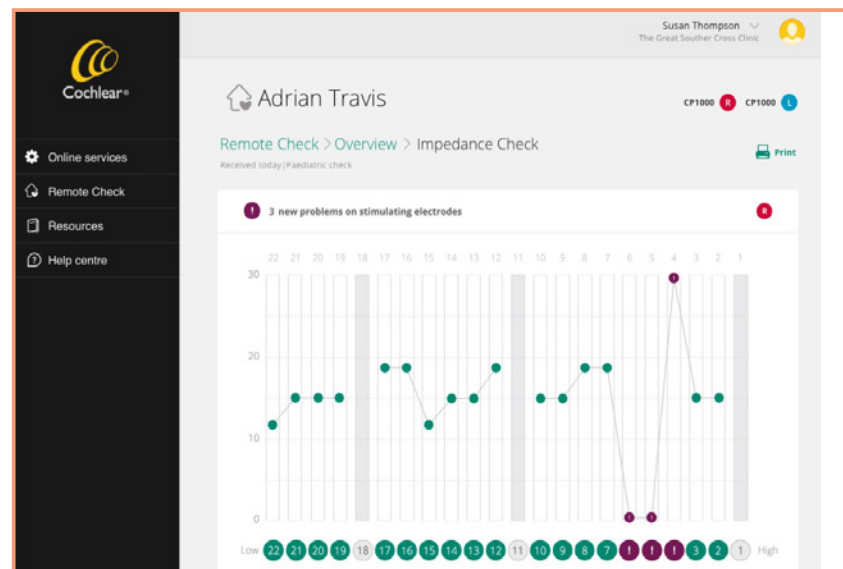 Susan Thompson
The Great Souther Cross Clinic
Cochlear®
Adrian Travis
CP1000 R CP1000 L
Online services
Remote Check
Resources
Help centre
Remote Check > Overview > Impedance Check
Print
Received today|Paediatric check
! 3 new problems on stimulating electrodes R
22 21 20 19 18 17 16 15 14 13 12 11 10 9 8 7 6 5 4 3 2 1
30
20
10
0
Low 22 21 20 19 18 17 16 15 14 13 12 11 10 9 8 7 ! ! ! 3 2 1 High